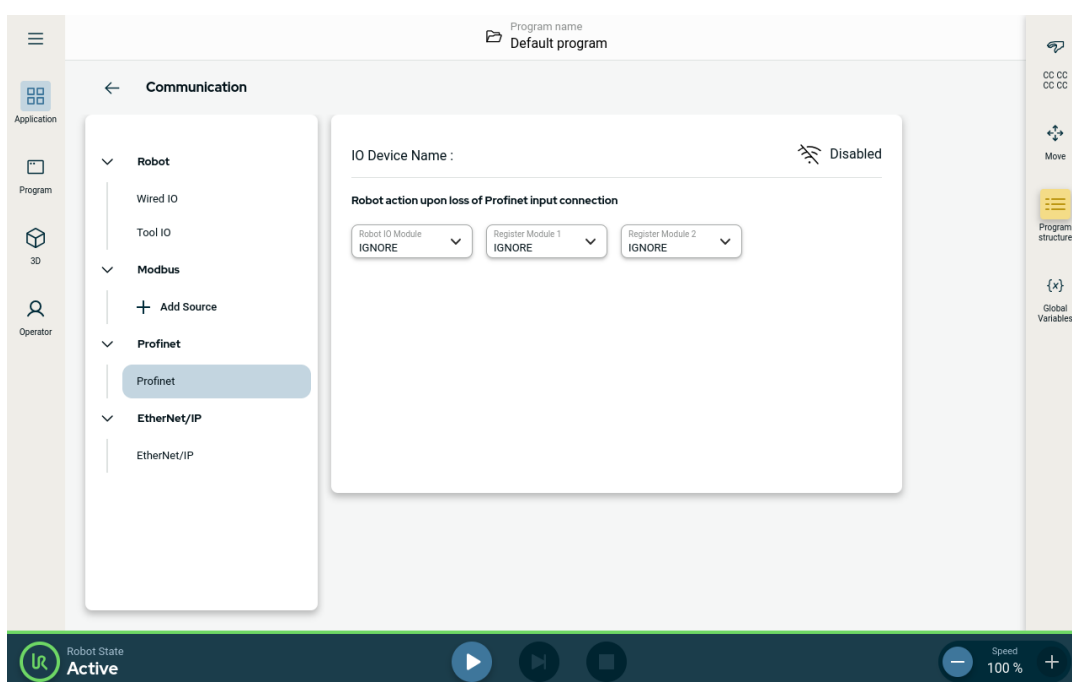 Program name
Default program
Communication
Application
Program
3D
Operator
Robot
Wired IO
Tool IO
Modbus
Add Source
Profinet
Profinet
EtherNet/IP
EtherNet/IP
IO Device Name :
Disabled
Robot action upon loss of Profinet input connection
Robot IO Module
IGNORE
Register Module 1
IGNORE
Register Module 2
IGNORE
CC CC
CC CC
Move
Program
structure
{x}
Global
Variables
UR
Robot State
Active
Speed
100 %